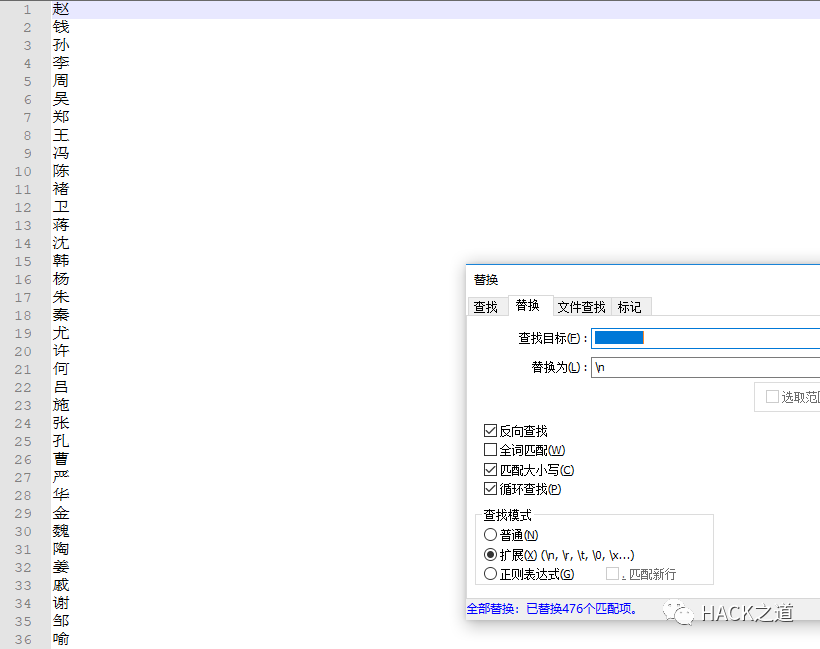 1 赵
2 钱
3 孙
4 李
5 周
6 吴
7 郑
8 王
9 冯
10 陈
11 褚
12 卫
13 蒋
14 沈
15 韩
16 杨
17 朱
18 秦
19 尤
20 许
21 何
22 吕
23 施
24 张
25 孔
26 曹
27 严
28 华
29 金
30 魏
31 陶
32 姜
33 戚
34 谢
35 邹
36 喻
替换
查找 替换 文件查找 标记
查找目标(F)：
替换为(L)： \n
选取范
反向查找
全词匹配(W)
匹配大小写(C)
循环查找(P)
查找模式
普通(N)
扩展(X) (\n, \r, \t, \0, \x...)
正则表达式(G) . 匹配新行
全部替换：已替换476个匹配项。
HACK之道